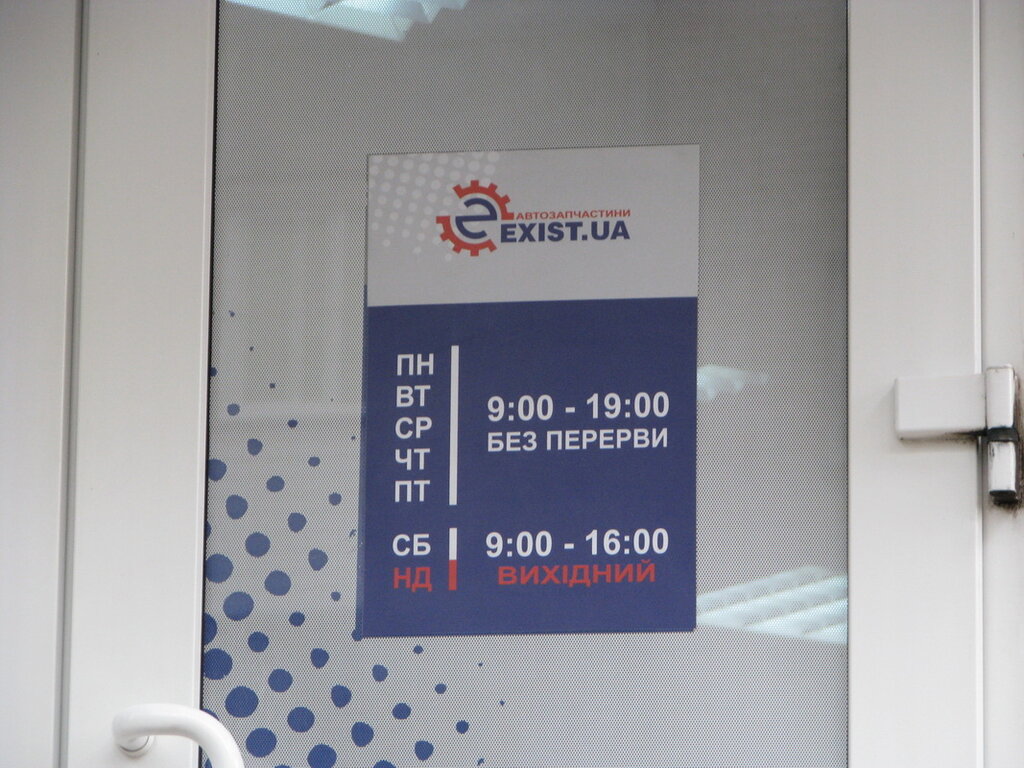 АВТОЗАПЧАСТИНИ
EXIST.UA
ПН
ВТ
СР
ЧТ
ПТ
9:00 - 19:00
БЕЗ ПЕРЕРВИ
СБ 9:00 - 16:00
НД ВИХІДНИЙ